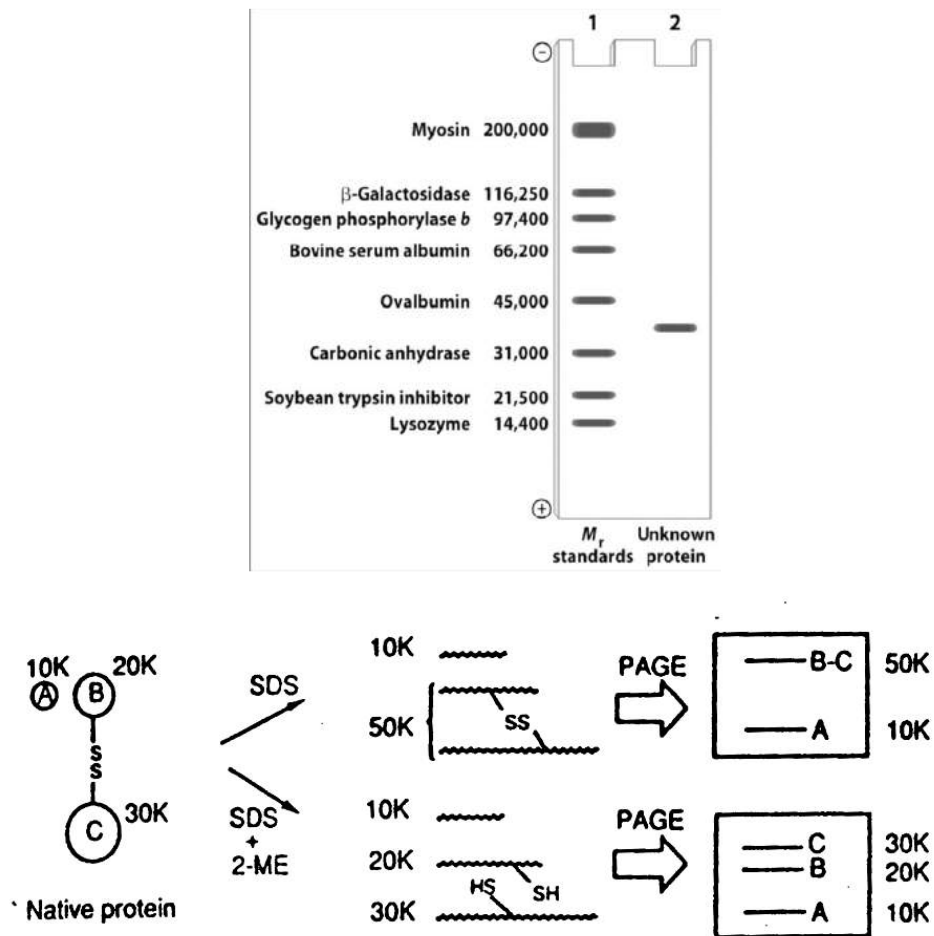 1 2
−
Myosin 200,000
β-Galactosidase 116,250
Glycogen phosphorylase b 97,400
Bovine serum albumin 66,200
Ovalbumin 45,000
Carbonic anhydrase 31,000
Soybean trypsin inhibitor 21,500
Lysozyme 14,400
+
Mr Unknown
standards protein
10K 20K
A B
S
S
C 30K
Native protein
SDS
SDS
+
2-ME
10K
50K
SS
PAGE
B-C 50K
A 10K
10K
20K
HS SH
30K
PAGE
C 30K
B 20K
A 10K